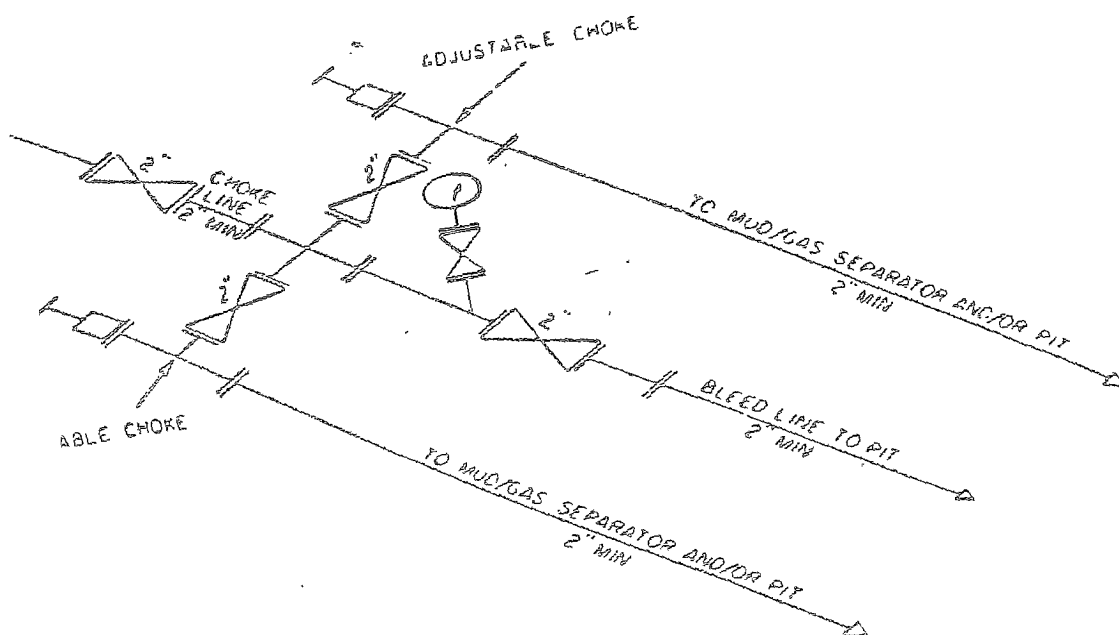 ADJUSTABLE CHOKE
2"
CHOKE
LINE
2" MIN
2"
TO MUD/GAS SEPARATOR AND/OR PIT
2" MIN
2"
2"
BLEED LINE TO PIT
2" MIN
ABLE CHOKE
TO MUD/GAS SEPARATOR AND/OR PIT
2" MIN